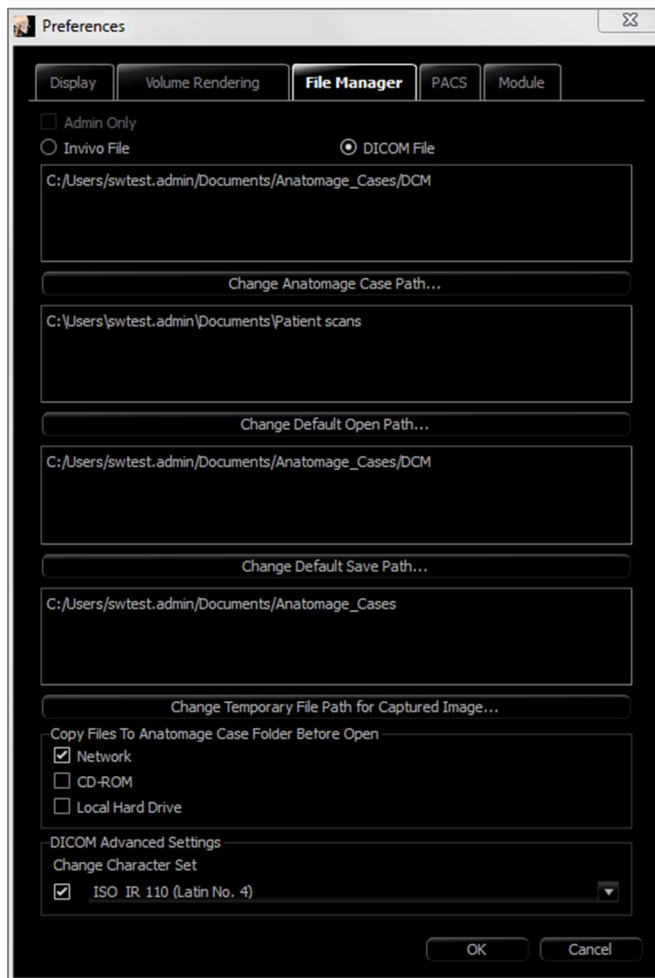 Preferences
Display Volume Rendering File Manager PACS Module
Admin Only
Invivo File DICOM File
C:/Users/swtest.admin/Documents/Anatomage_Cases/DCM
Change Anatomage Case Path...
C:\Users\swtest.admin\Documents\Patient scans
Change Default Open Path...
C:/Users/swtest.admin/Documents/Anatomage_Cases/DCM
Change Default Save Path...
C:/Users/swtest.admin/Documents/Anatomage_Cases
Change Temporary File Path for Captured Image...
Copy Files To Anatomage Case Folder Before Open
Network
CD-ROM
Local Hard Drive
DICOM Advanced Settings
Change Character Set
ISO IR 110 (Latin No. 4)
OK Cancel